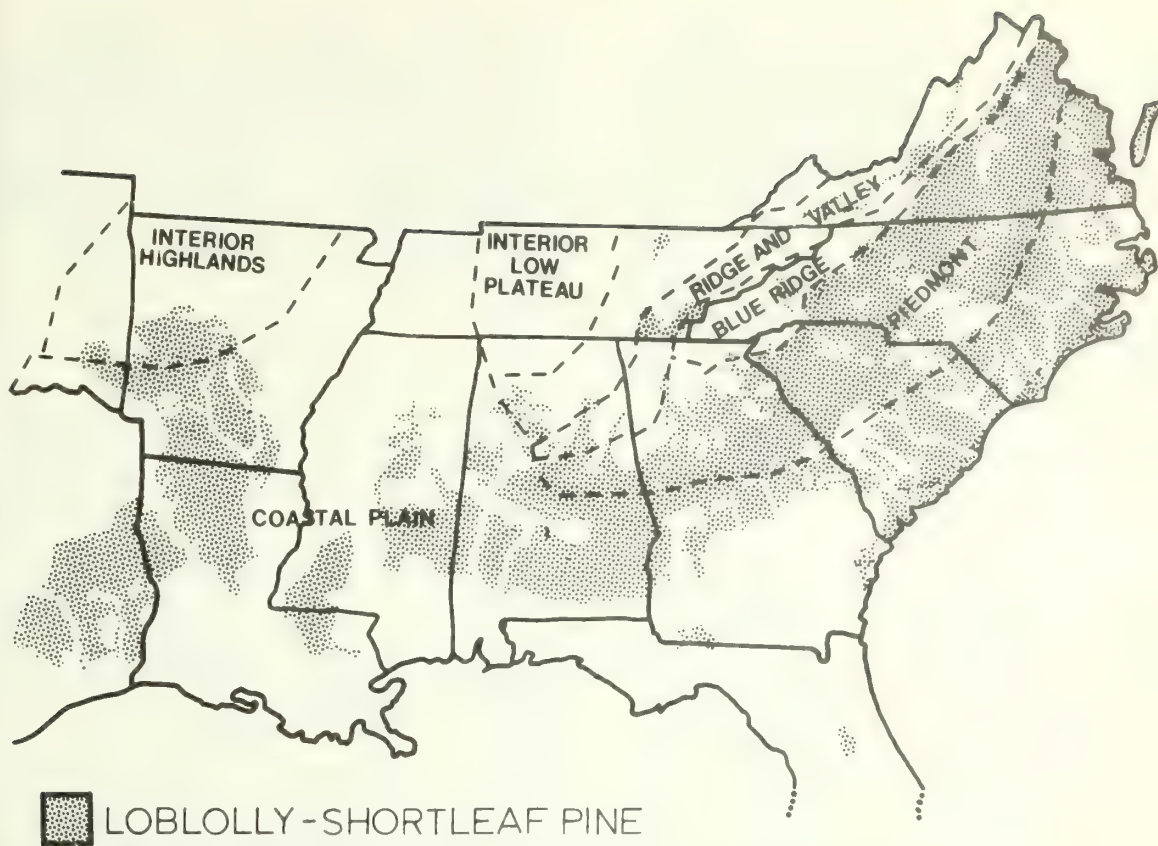 INTERIOR
HIGHLANDS
INTERIOR
LOW
PLATEAU
RIDGE AND VALLEY
BLUE RIDGE
PIEDMONT
COASTAL PLAIN
LOBLOLLY-SHORTLEAF PINE